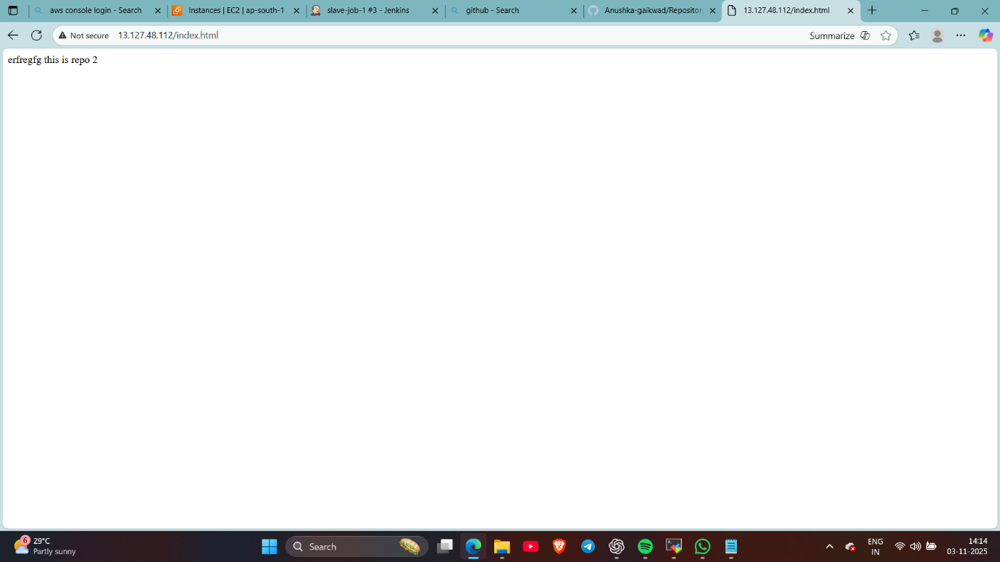 aws console login - Search
Instances | EC2 | ap-south-1
slave-job-1 #3 - Jenkins
github - Search
Anushka-gaikwad/Repositor
13.127.48.112/index.html
Not secure
13.127.48.112/index.html
Summarize
erfregfg this is repo 2
6
29°C
Partly sunny
Search
ENG
IN
14:14
03-11-2025